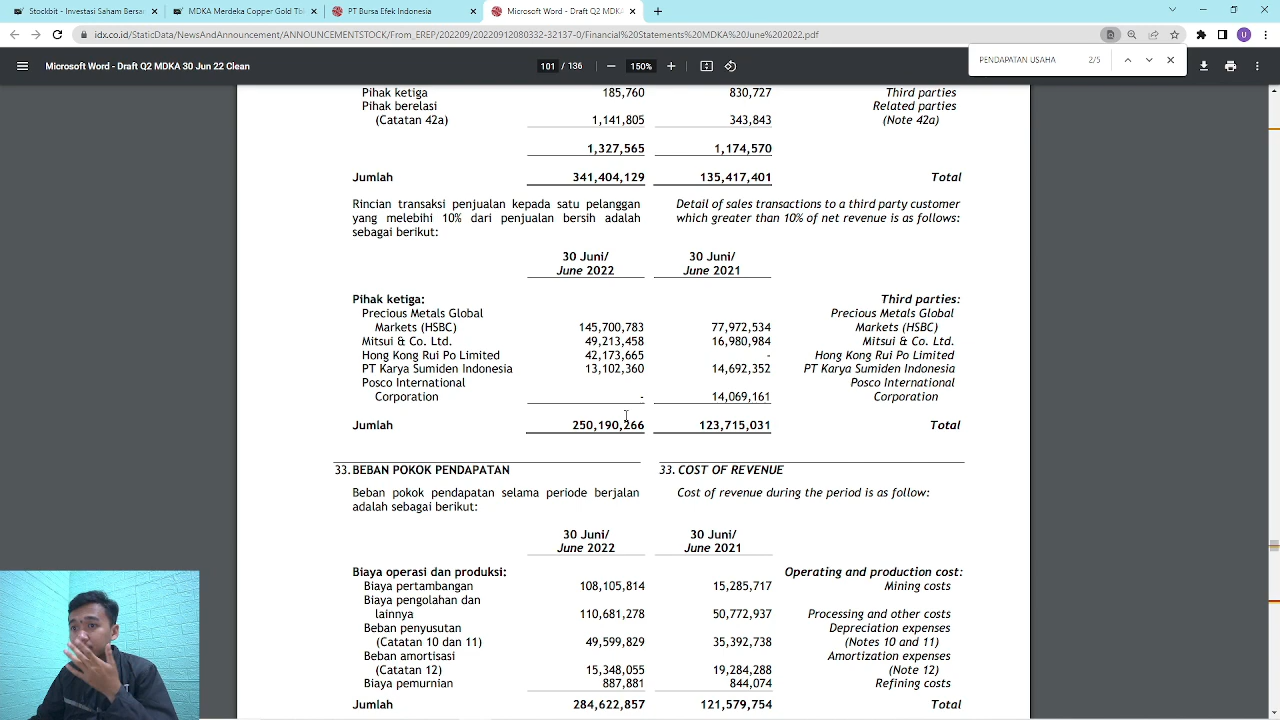 Stockbit - Investasi Saham Bersar
MDKA Merdeka Copper Gold Tbk
PT Bursa Efek Indonesia
Microsoft Word - Draft Q2 MDKA
idx.co.id/StaticData/NewsAndAnnouncement/ANNOUNCEMENTSTOCK/From_EREP/202209/20220912080332-32137-0/Financial%20Statements%20MDKA%20June%202022.pdf
U
Microsoft Word - Draft Q2 MDKA 30 Jun 22 Clean
101 / 136
150%
PENDAPATAN USAHA 2/5
Pihak ketiga 185,760 830,727 Third parties
Pihak berelasi Related parties
(Catatan 42a) 1,141,805 343,843 (Note 42a)
1,327,565 1,174,570
Jumlah 341,404,129 135,417,401 Total
Rincian transaksi penjualan kepada satu pelanggan Detail of sales transactions to a third party customer
yang melebihi 10% dari penjualan bersih adalah which greater than 10% of net revenue is as follows:
sebagai berikut:
30 Juni/ 30 Juni/
June 2022 June 2021
Pihak ketiga: Third parties:
Precious Metals Global Precious Metals Global
Markets (HSBC) 145,700,783 77,972,534 Markets (HSBC)
Mitsui & Co. Ltd. 49,213,458 16,980,984 Mitsui & Co. Ltd.
Hong Kong Rui Po Limited 42,173,665 - Hong Kong Rui Po Limited
PT Karya Sumiden Indonesia 13,102,360 14,692,352 PT Karya Sumiden Indonesia
Posco International Posco International
Corporation - 14,069,161 Corporation
Jumlah 250,190,266 123,715,031 Total
33. BEBAN POKOK PENDAPATAN 33. COST OF REVENUE
Beban pokok pendapatan selama periode berjalan Cost of revenue during the period is as follow:
adalah sebagai berikut:
30 Juni/ 30 Juni/
June 2022 June 2021
Biaya operasi dan produksi: Operating and production cost:
Biaya pertambangan 108,105,814 15,285,717 Mining costs
Biaya pengolahan dan
lainnya 110,681,278 50,772,937 Processing and other costs
Beban penyusutan Depreciation expenses
(Catatan 10 dan 11) 49,599,829 35,392,738 (Notes 10 and 11)
Beban amortisasi Amortization expenses
(Catatan 12) 15,348,055 19,284,288 (Note 12)
Biaya pemurnian 887,881 844,074 Refining costs
Jumlah 284,622,857 121,579,754 Total